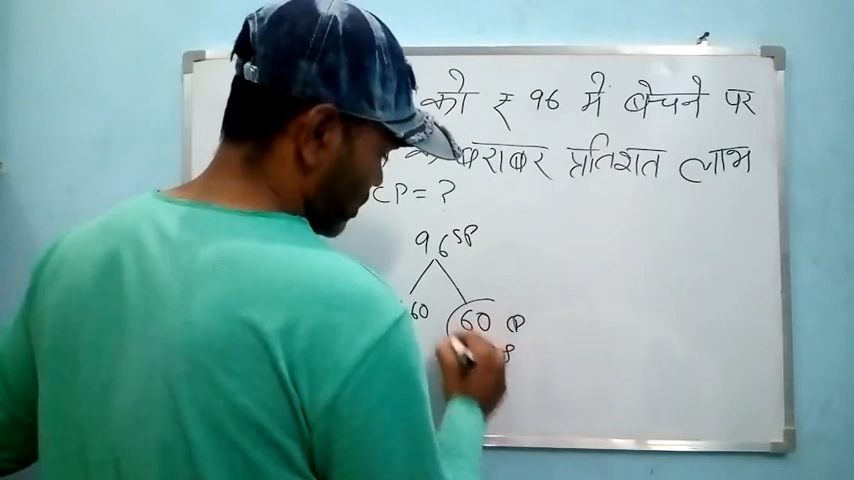 को ₹ 96 में बेचने पर
बराबर प्रतिशत लाभ
CP = ?
96 SP
60 60 CP